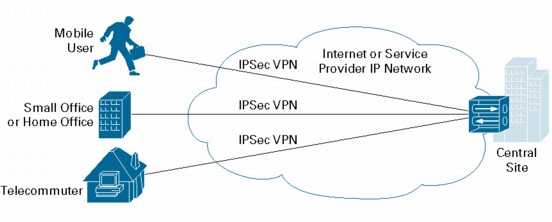 Mobile
User
IPSec VPN
Internet or Service
Provider IP Network
Small Office
or Home Office
IPSec VPN
IPSec VPN
Telecommuter
Central
Site